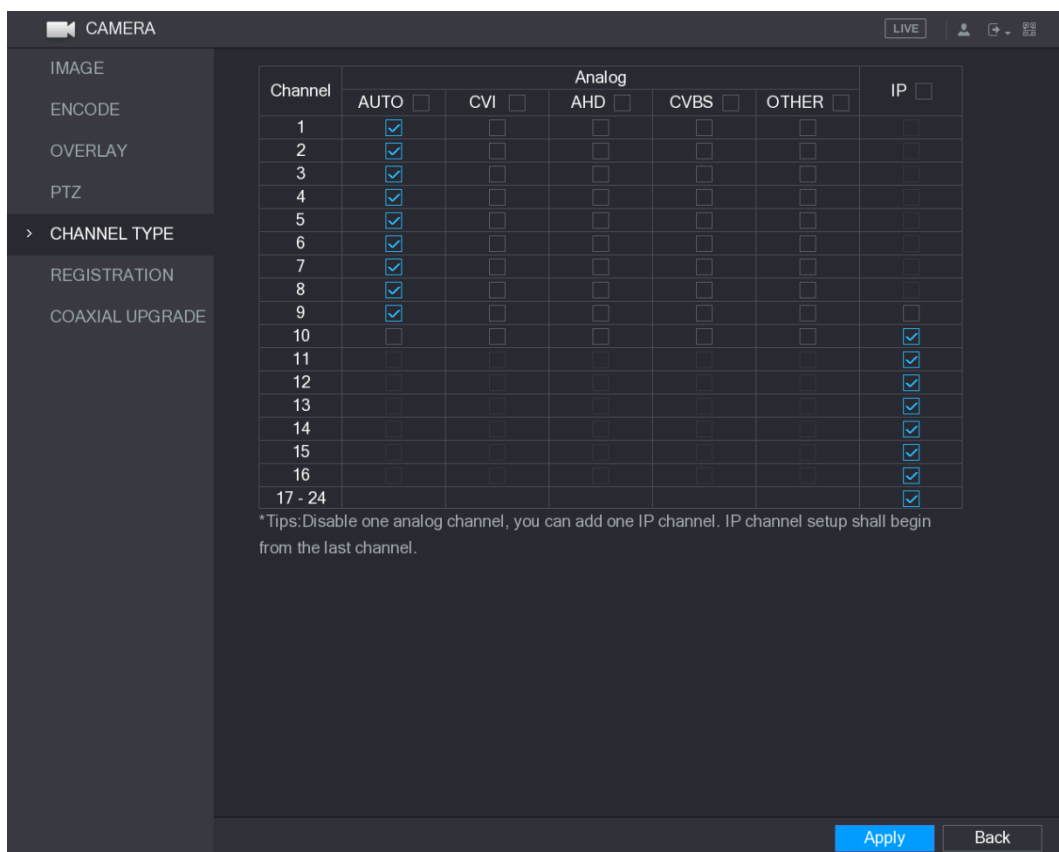 CAMERA
LIVE
IMAGE
ENCODE
OVERLAY
PTZ
> CHANNEL TYPE
REGISTRATION
COAXIAL UPGRADE
Channel
Analog
IP
AUTO CVI AHD CVBS OTHER
1
2
3
4
5
6
7
8
9
10
11
12
13
14
15
16
17 - 24
*Tips:Disable one analog channel, you can add one IP channel. IP channel setup shall begin
from the last channel.
Apply Back